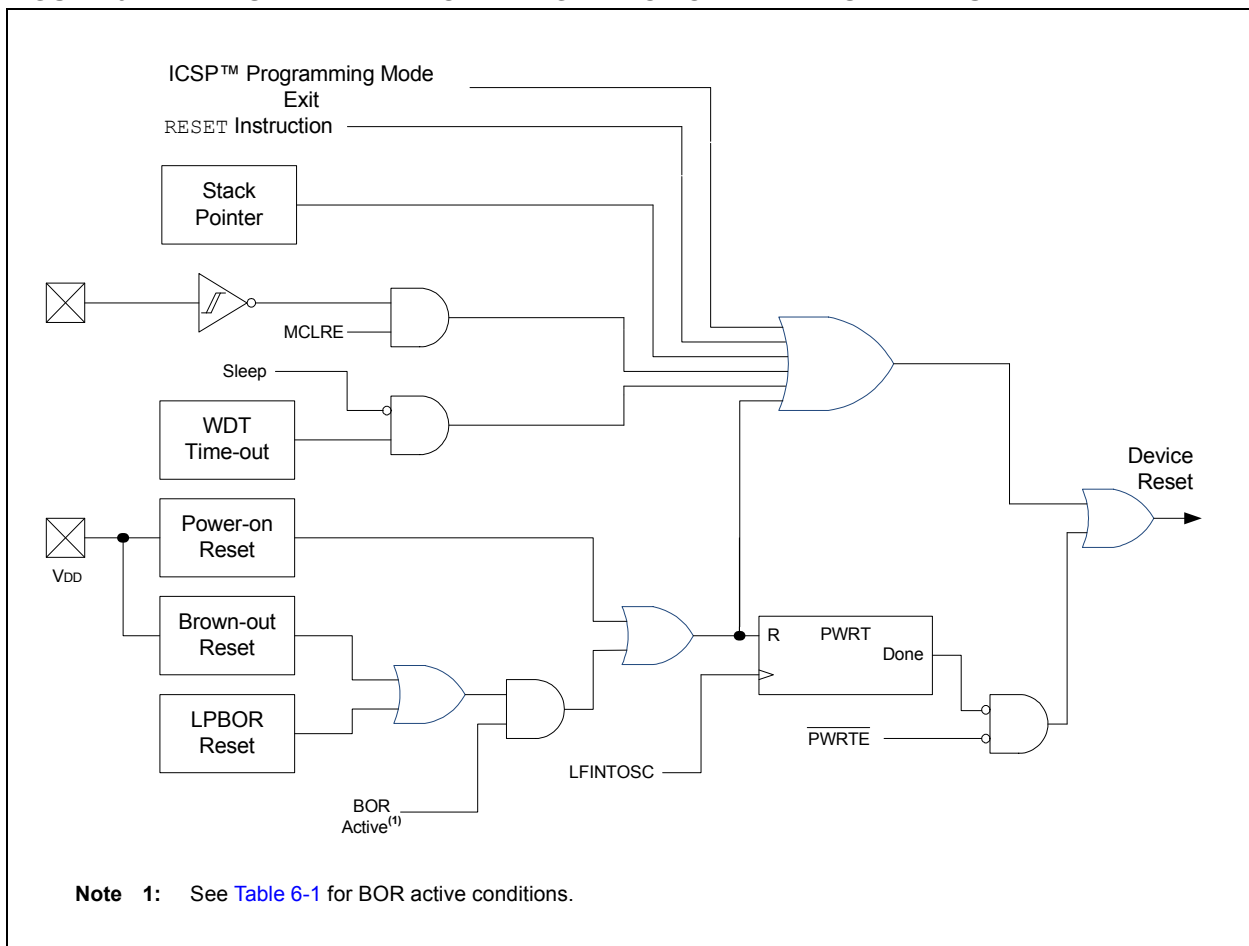 ICSP™ Programming Mode
Exit
RESET Instruction
Stack
Pointer
MCLRE
Sleep
WDT
Time-out
Device
Reset
VDD
Power-on
Reset
Brown-out
Reset
R PWRT
Done
LPBOR
Reset
PWRTE
LFINTOSC
BOR
Active(1)
Note 1: See Table 6-1 for BOR active conditions.